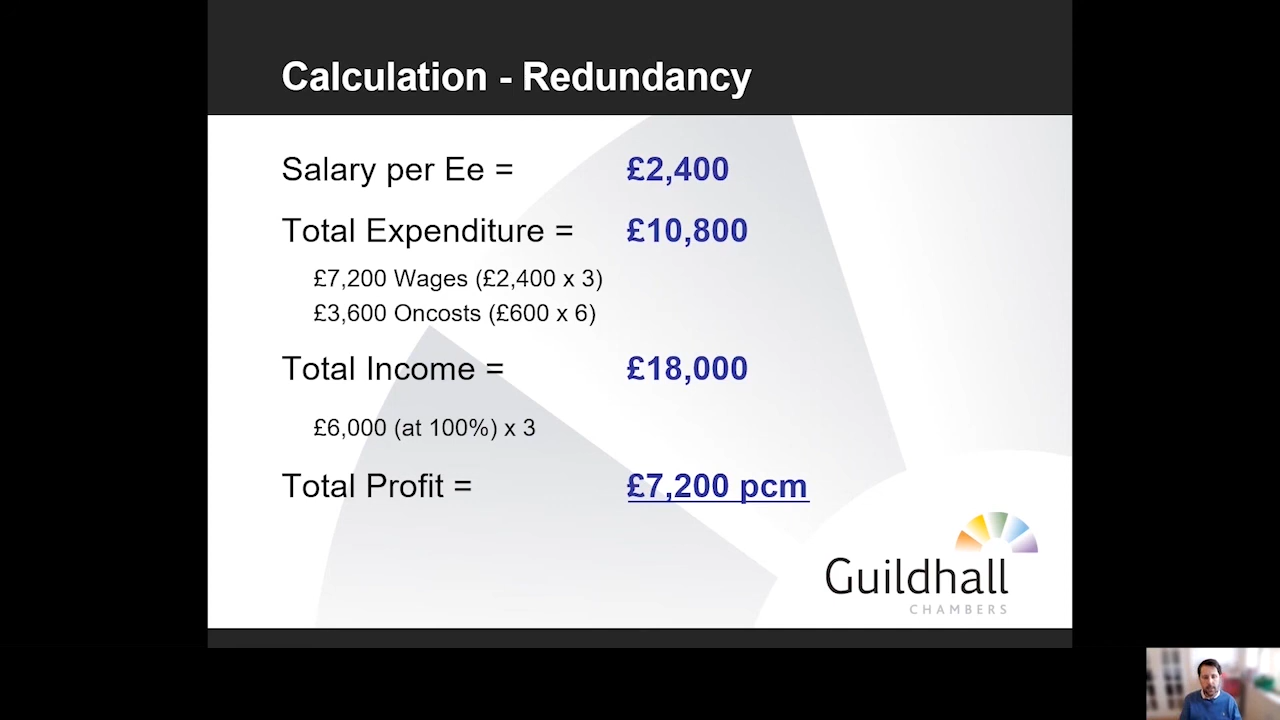 Calculation - Redundancy
Salary per Ee = £2,400
Total Expenditure = £10,800
£7,200 Wages (£2,400 x 3)
£3,600 Oncosts (£600 x 6)
Total Income = £18,000
£6,000 (at 100%) x 3
Total Profit = £7,200 pcm
Guildhall
CHAMBERS